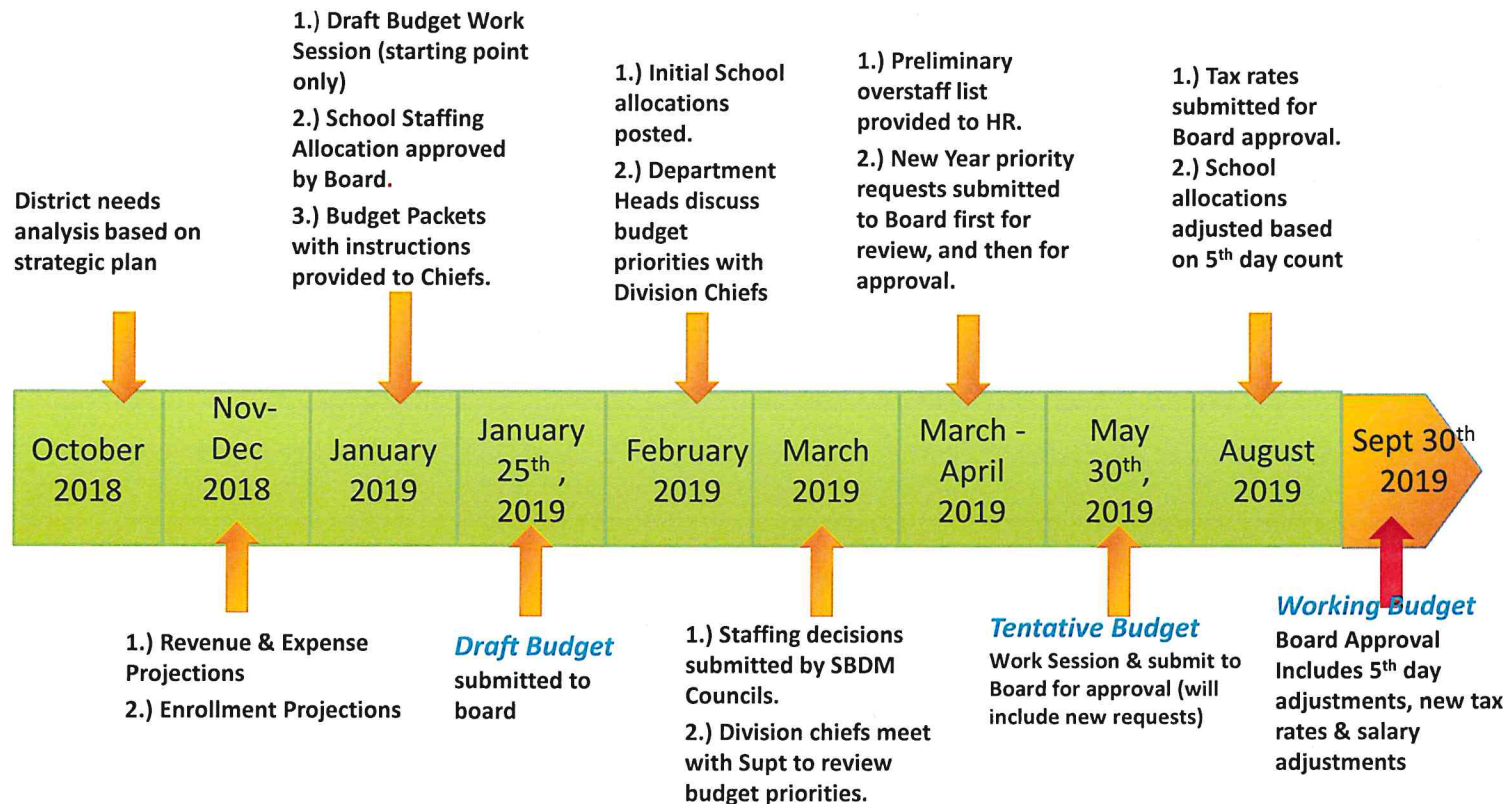 District needs
analysis based on
strategic plan
1.) Draft Budget Work
Session (starting point
only)
2.) School Staffing
Allocation approved
by Board.
3.) Budget Packets
with instructions
provided to Chiefs.
1.) Initial School
allocations
posted.
2.) Department
Heads discuss
budget
priorities with
Division Chiefs
1.) Preliminary
overstaff list
provided to HR.
2.) New Year priority
requests submitted
to Board first for
review, and then for
approval.
1.) Tax rates
submitted for
Board approval.
2.) School
allocations
adjusted based
on 5th day count
October
2018
Nov-
Dec
2018
January
2019
January
25th,
2019
February
2019
March
2019
March -
April
2019
May
30th,
2019
August
2019
Sept 30th
2019
1.) Revenue & Expense
Projections
2.) Enrollment Projections
Draft Budget
submitted to
board
1.) Staffing decisions
submitted by SBDM
Councils.
2.) Division chiefs meet
with Supt to review
budget priorities.
Tentative Budget
Work Session & submit to
Board for approval (will
include new requests)
Working Budget
Board Approval
Includes 5th day
adjustments, new tax
rates & salary
adjustments